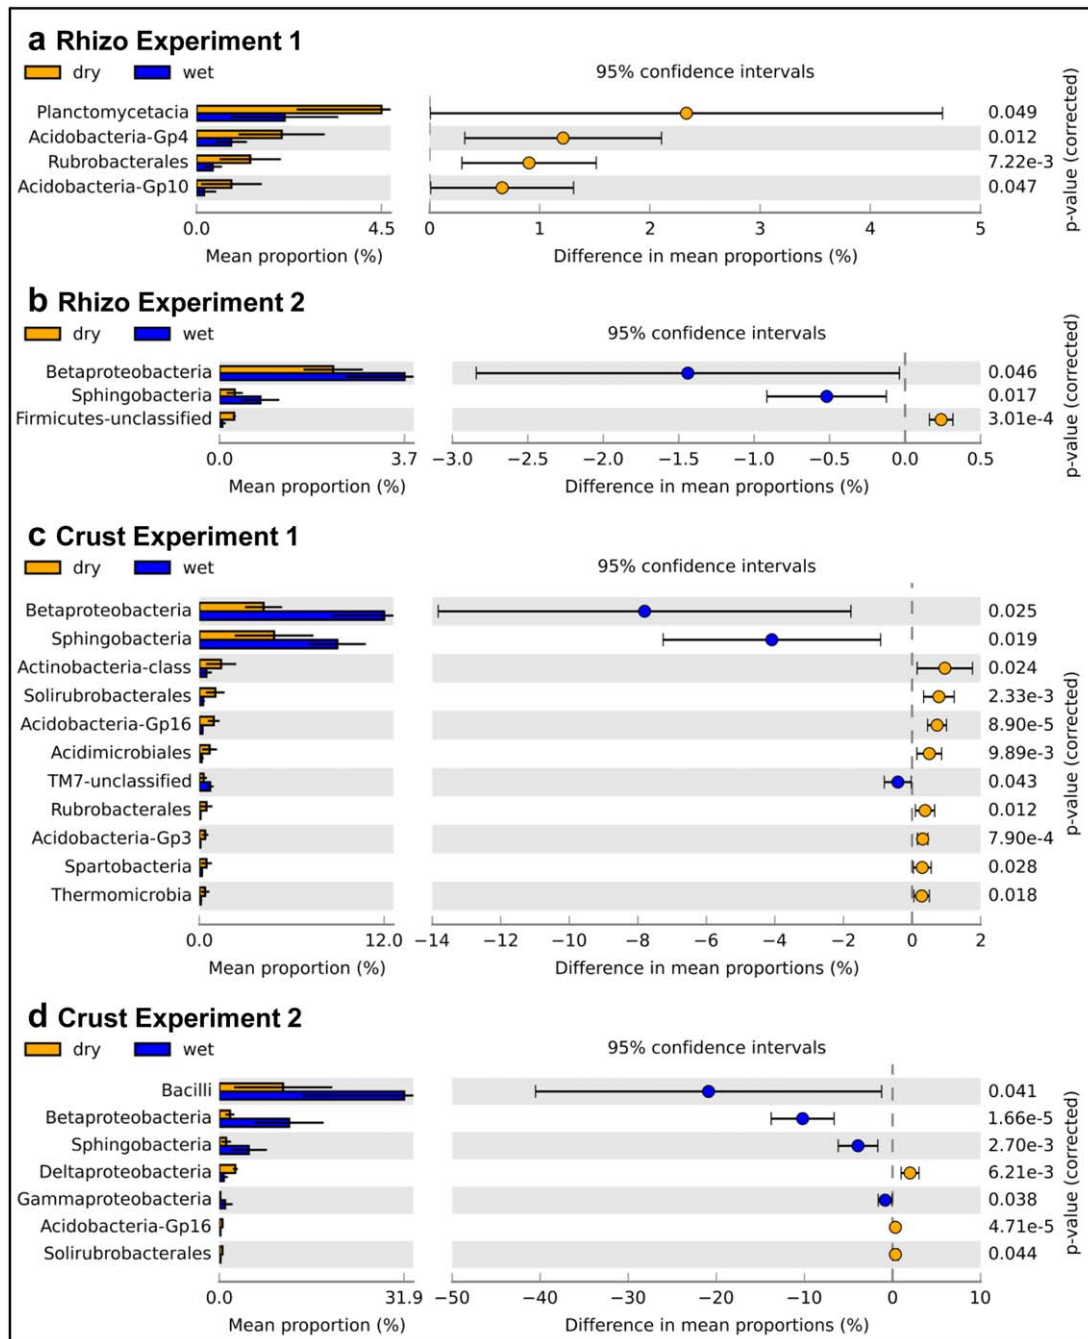 a Rhizo Experiment 1
dry wet 95% confidence intervals
Planctomycetacia 0.049
Acidobacteria-Gp4 0.012
Rubrobacterales 7.22e-3
Acidobacteria-Gp10 0.047
0.0 4.5 0 1 2 3 4 5
Mean proportion (%) Difference in mean proportions (%)
p-value (corrected)
b Rhizo Experiment 2
dry wet 95% confidence intervals
Betaproteobacteria 0.046
Sphingobacteria 0.017
Firmicutes-unclassified 3.01e-4
0.0 3.7 −3.0 −2.5 −2.0 −1.5 −1.0 −0.5 0.0 0.5
Mean proportion (%) Difference in mean proportions (%)
p-value (corrected)
c Crust Experiment 1
dry wet 95% confidence intervals
Betaproteobacteria 0.025
Sphingobacteria 0.019
Actinobacteria-class 0.024
Solirubrobacterales 2.33e-3
Acidobacteria-Gp16 8.90e-5
Acidimicrobiales 9.89e-3
TM7-unclassified 0.043
Rubrobacterales 0.012
Acidobacteria-Gp3 7.90e-4
Spartobacteria 0.028
Thermomicrobia 0.018
0.0 12.0 −14 −12 −10 −8 −6 −4 −2 0 2
Mean proportion (%) Difference in mean proportions (%)
p-value (corrected)
d Crust Experiment 2
dry wet 95% confidence intervals
Bacilli 0.041
Betaproteobacteria 1.66e-5
Sphingobacteria 2.70e-3
Deltaproteobacteria 6.21e-3
Gammaproteobacteria 0.038
Acidobacteria-Gp16 4.71e-5
Solirubrobacterales 0.044
0.0 31.9 −50 −40 −30 −20 −10 0 10
Mean proportion (%) Difference in mean proportions (%)
p-value (corrected)